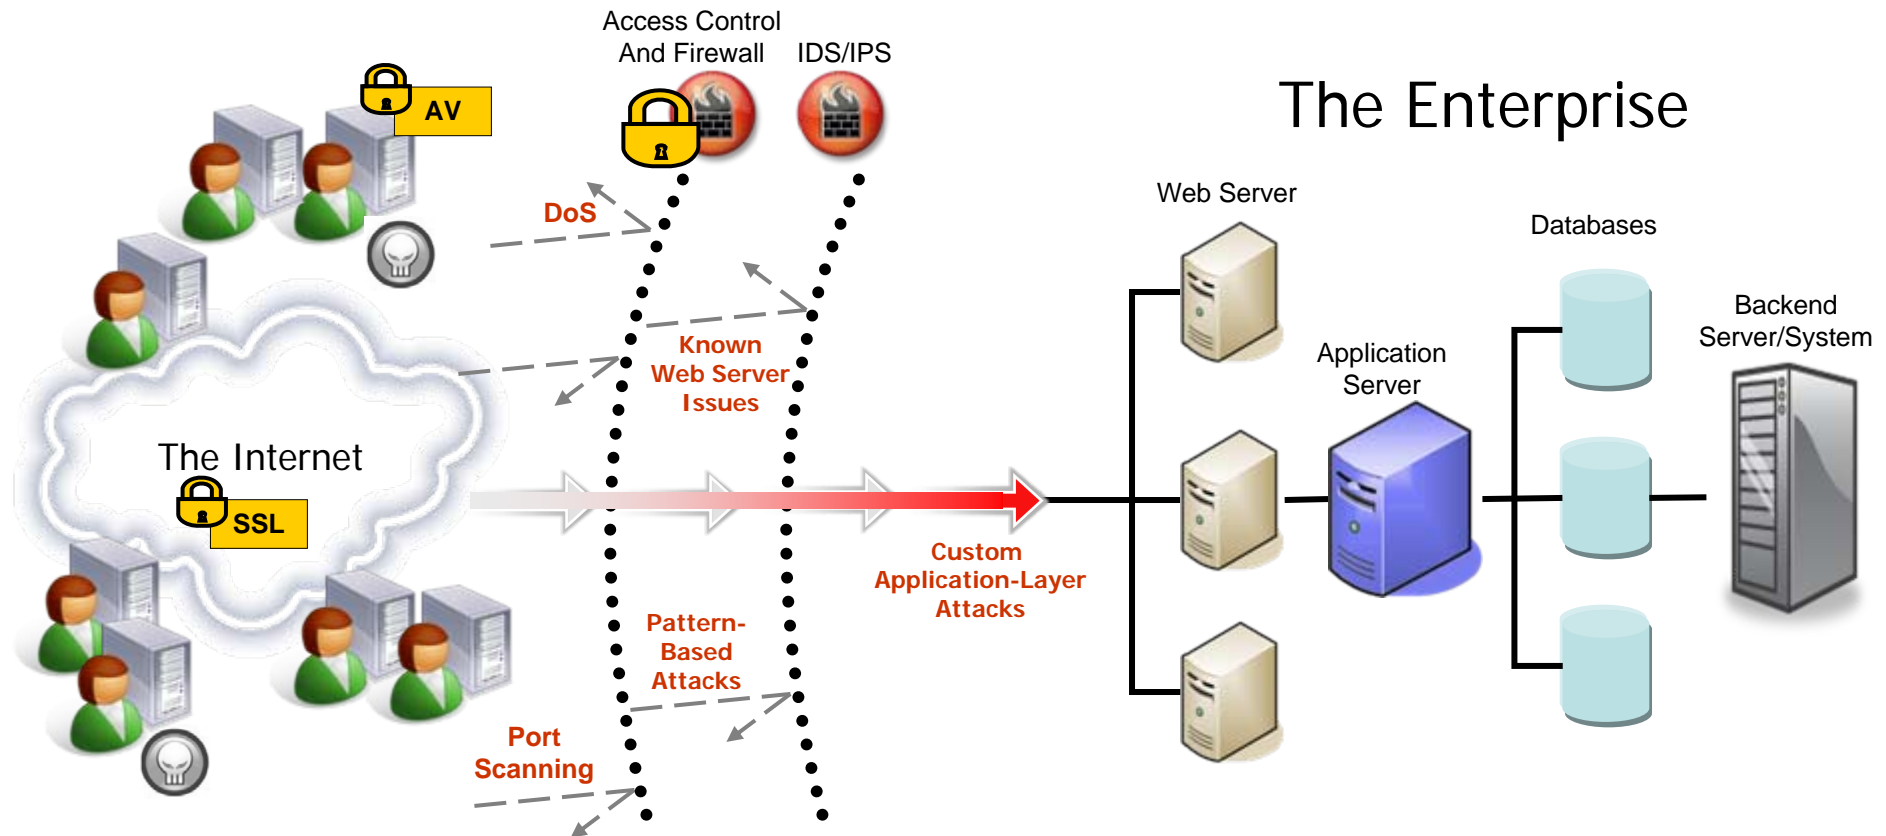 Access Control
And Firewall
IDS/IPS
The Enterprise
AV
Web Server
DoS
Databases
Backend
Server/System
Known
Web Server
Issues
Application
Server
The Internet
SSL
Custom
Application-Layer
Attacks
Pattern-
Based
Attacks
Port
Scanning